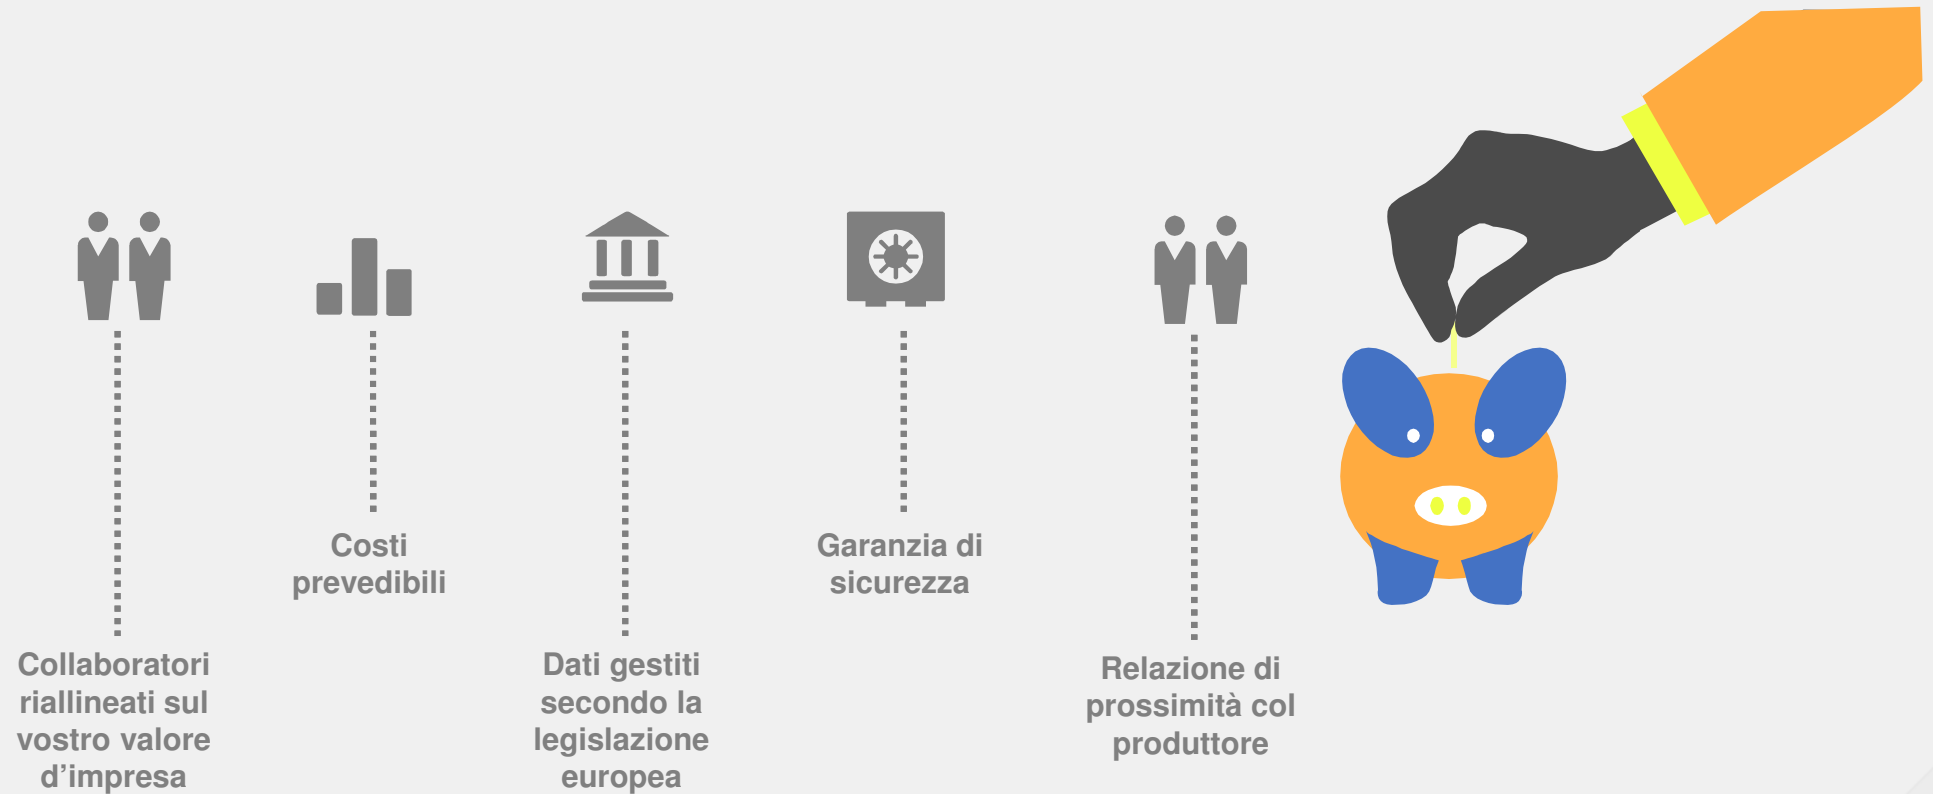 Collaboratori
riallineati sul
vostro valore
d’impresa
Costi
prevedibili
Dati gestiti
secondo la
legislazione
europea
Garanzia di
sicurezza
Relazione di
prossimità col
produttore